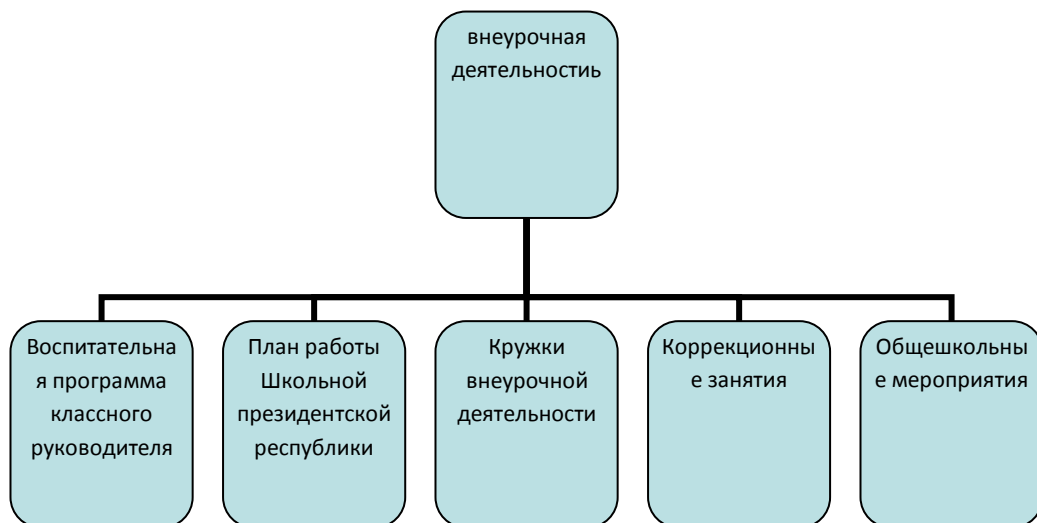 внеурочная
деятельностиь
Воспитательна
я программа
классного
руководителя
План работы
Школьной
президентской
республики
Кружки
внеурочной
деятельности
Коррекционны
е занятия
Общешкольны
е мероприятия